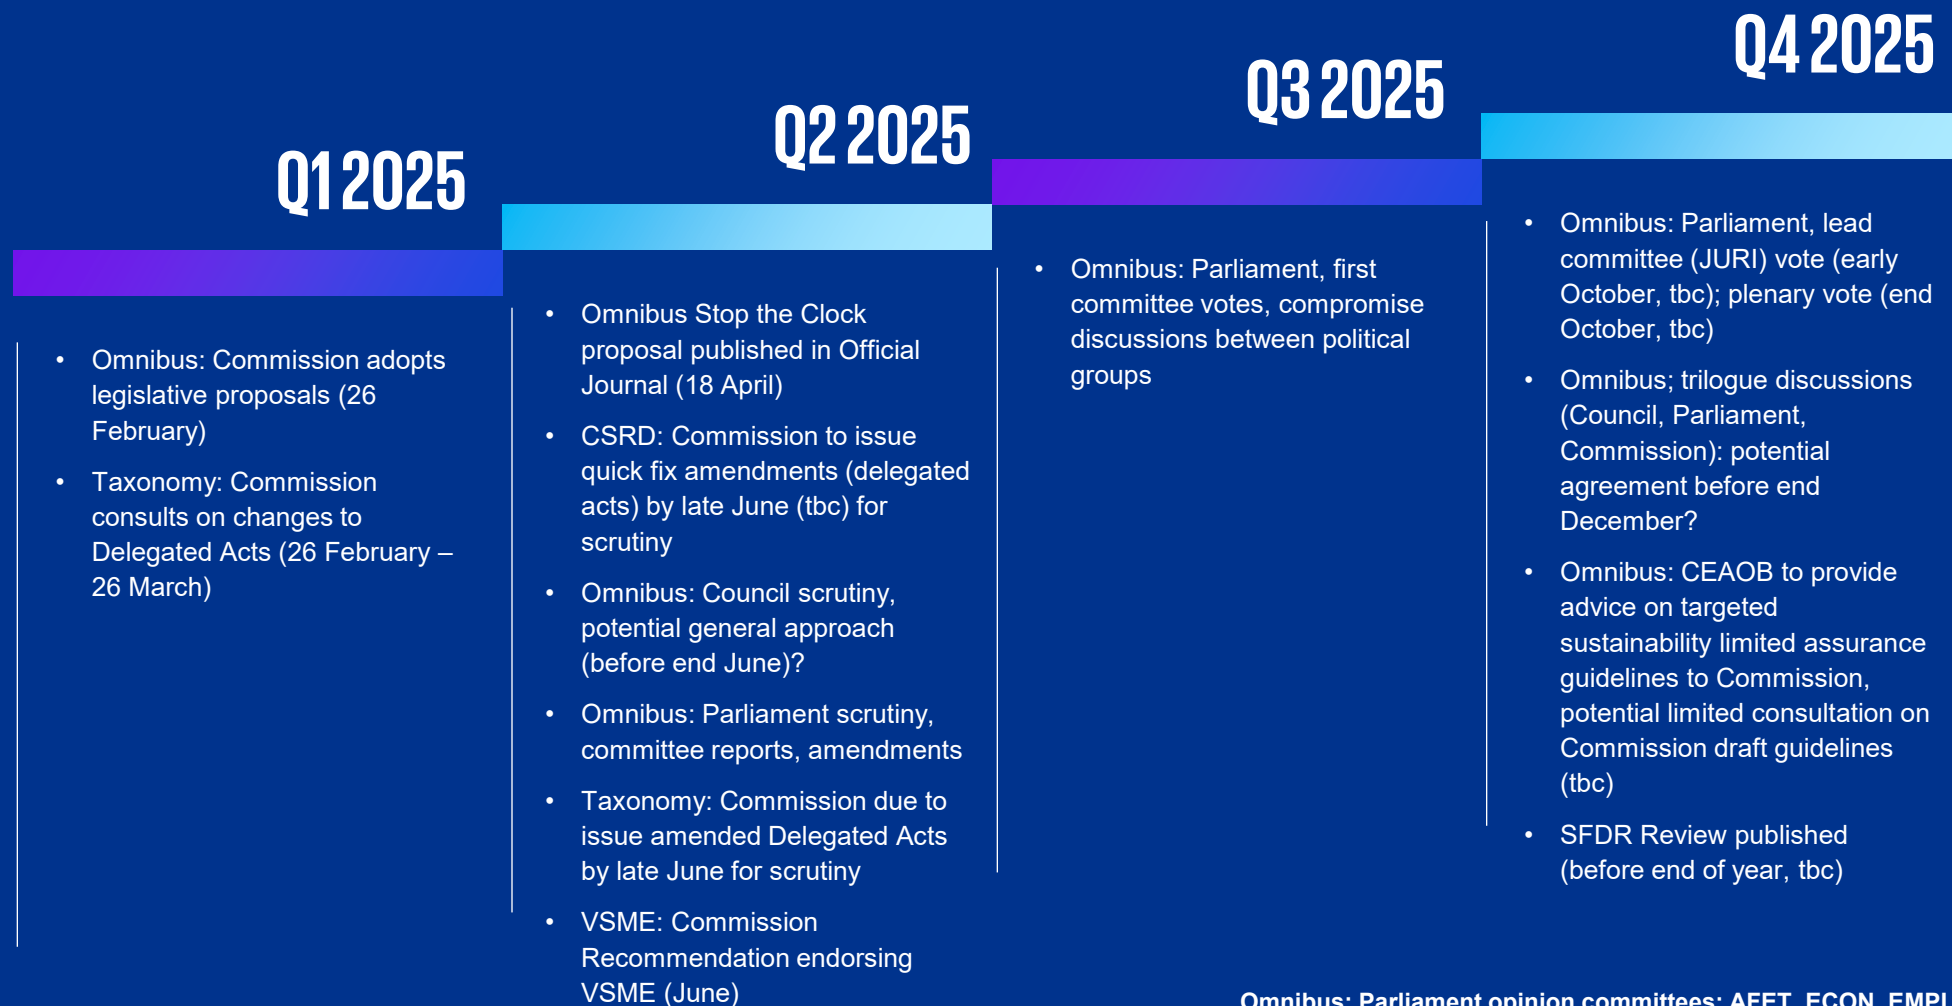 Q1 2025
• Omnibus: Commission adopts
legislative proposals (26
February)
• Taxonomy: Commission
consults on changes to
Delegated Acts (26 February –
26 March)
Q2 2025
• Omnibus Stop the Clock
proposal published in Official
Journal (18 April)
• CSRD: Commission to issue
quick fix amendments (delegated
acts) by late June (tbc) for
scrutiny
• Omnibus: Council scrutiny,
potential general approach
(before end June)?
• Omnibus: Parliament scrutiny,
committee reports, amendments
• Taxonomy: Commission due to
issue amended Delegated Acts
by late June for scrutiny
• VSME: Commission
Recommendation endorsing
VSME (June)
Q3 2025
• Omnibus: Parliament, first
committee votes, compromise
discussions between political
groups
Q4 2025
• Omnibus: Parliament, lead
committee (JURI) vote (early
October, tbc); plenary vote (end
October, tbc)
• Omnibus; trilogue discussions
(Council, Parliament,
Commission): potential
agreement before end
December?
• Omnibus: CEAOB to provide
advice on targeted
sustainability limited assurance
guidelines to Commission,
potential limited consultation on
Commission draft guidelines
(tbc)
• SFDR Review published
(before end of year, tbc)
Omnibus: Parliament opinion committees: AFET, ECON, EMPL